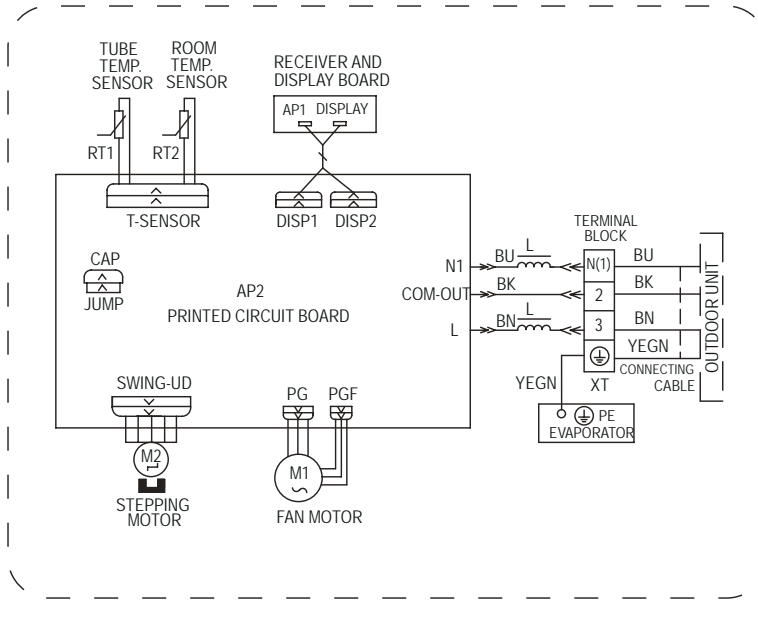 TUBE
TEMP.
SENSOR
ROOM
TEMP.
SENSOR
RECEIVER AND
DISPLAY BOARD
AP1 DISPLAY
RT1
RT2
T-SENSOR
DISP1
DISP2
CAP
JUMP
AP2
PRINTED CIRCUIT BOARD
N1
COM-OUT
L
BU
L
BK
BN
L
TERMINAL
BLOCK
N(1)
2
3
XT
BU
BK
BN
YEGN
CONNECTING
CABLE
OUTDOOR UNIT
YEGN
PE
EVAPORATOR
SWING-UD
M2
STEPPING
MOTOR
PG
PGF
M1
FAN MOTOR